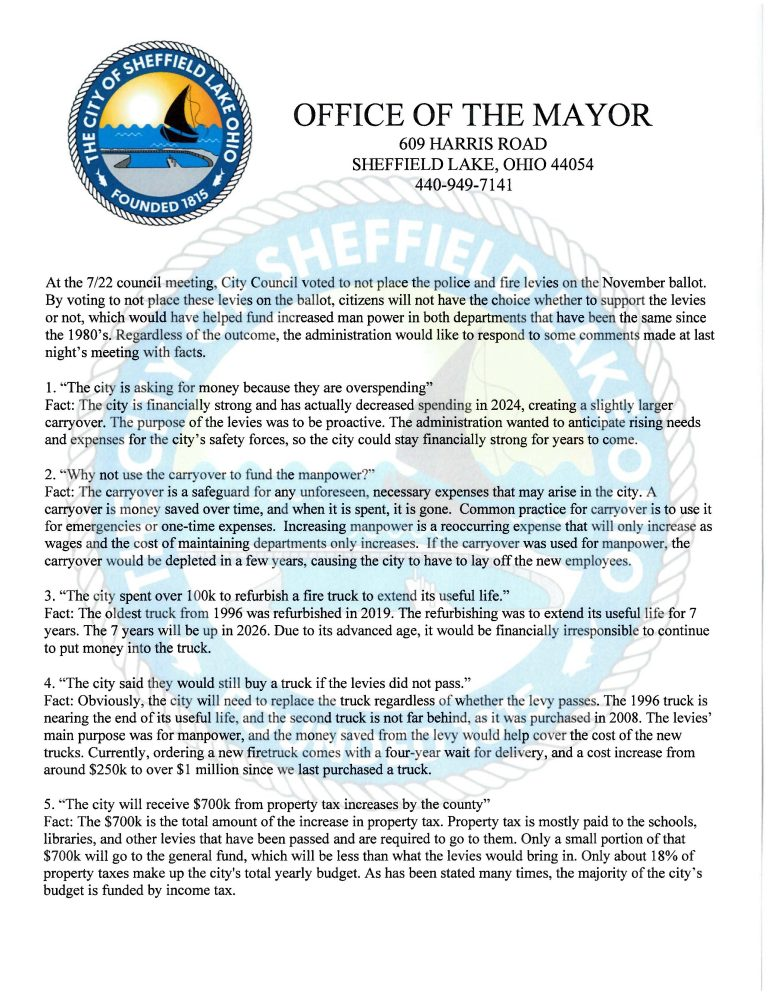 THE CITY OF SHEFFIELD LAKE OHIO
FOUNDED 1815
OFFICE OF THE MAYOR
609 HARRIS ROAD
SHEFFIELD LAKE, OHIO 44054
440-949-7141
At the 7/22 council meeting, City Council voted to not place the police and fire levies on the November ballot.
By voting to not place these levies on the ballot, citizens will not have the choice whether to support the levies
or not, which would have helped fund increased man power in both departments that have been the same since
the 1980's. Regardless of the outcome, the administration would like to respond to some comments made at last
night's meeting with facts.
1. “The city is asking for money because they are overspending”
Fact: The city is financially strong and has actually decreased spending in 2024, creating a slightly larger
carryover. The purpose of the levies was to be proactive. The administration wanted to anticipate rising needs
and expenses for the city's safety forces, so the city could stay financially strong for years to come.
2. “Why not use the carryover to fund the manpower?”
Fact: The carryover is a safeguard for any unforeseen, necessary expenses that may arise in the city. A
carryover is money saved over time, and when it is spent, it is gone. Common practice for carryover is to use it
for emergencies or one-time expenses. Increasing manpower is a reoccurring expense that will only increase as
wages and the cost of maintaining departments only increases. If the carryover was used for manpower, the
carryover would be depleted in a few years, causing the city to have to lay off the new employees.
3. “The city spent over 100k to refurbish a fire truck to extend its useful life.”
Fact: The oldest truck from 1996 was refurbished in 2019. The refurbishing was to extend its useful life for 7
years. The 7 years will be up in 2026. Due to its advanced age, it would be financially irresponsible to continue
to put money into the truck.
4. “The city said they would still buy a truck if the levies did not pass.”
Fact: Obviously, the city will need to replace the truck regardless of whether the levy passes. The 1996 truck is
nearing the end of its useful life, and the second truck is not far behind, as it was purchased in 2008. The levies'
main purpose was for manpower, and the money saved from the levy would help cover the cost of the new
trucks. Currently, ordering a new firetruck comes with a four-year wait for delivery, and a cost increase from
around $250k to over $1 million since we last purchased a truck.
5. “The city will receive $700k from property tax increases by the county”
Fact: The $700k is the total amount of the increase in property tax. Property tax is mostly paid to the schools,
libraries, and other levies that have been passed and are required to go to them. Only a small portion of that
$700k will go to the general fund, which will be less than what the levies would bring in. Only about 18% of
property taxes make up the city's total yearly budget. As has been stated many times, the majority of the city's
budget is funded by income tax.